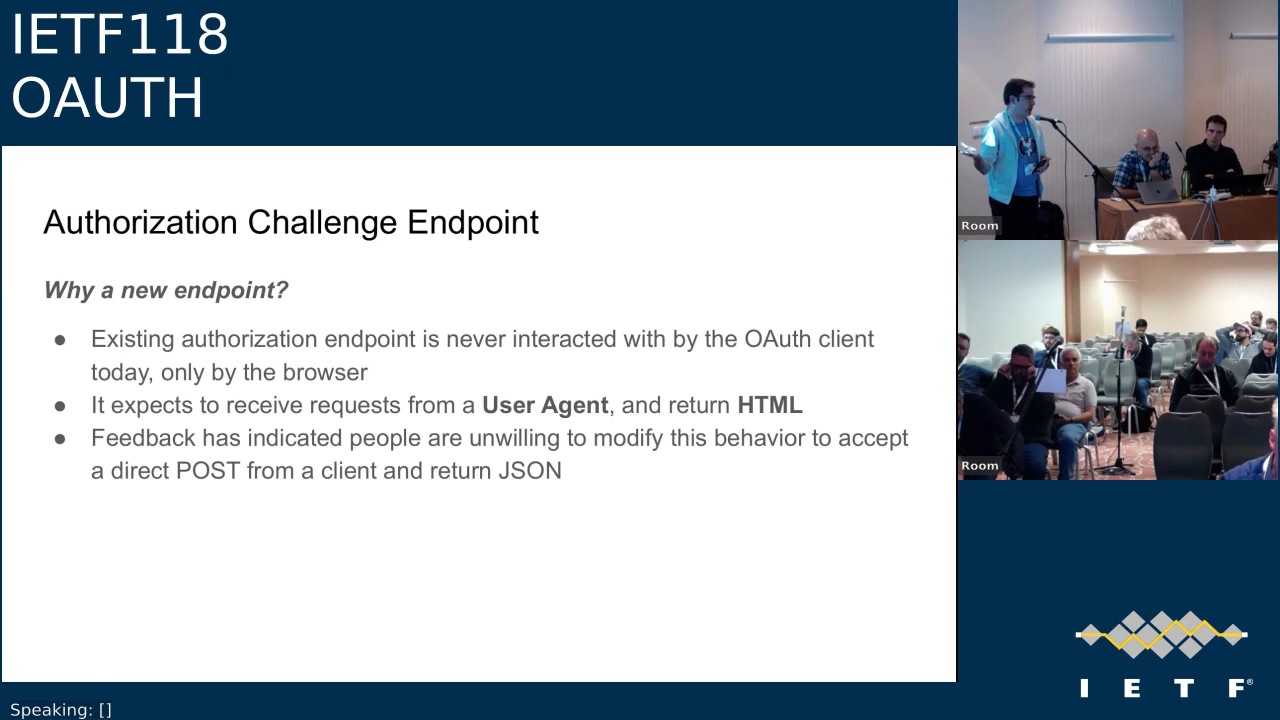 IETF118
OAUTH
Authorization Challenge Endpoint
Why a new endpoint?
● Existing authorization endpoint is never interacted with by the OAuth client
today, only by the browser
● It expects to receive requests from a User Agent, and return HTML
● Feedback has indicated people are unwilling to modify this behavior to accept
a direct POST from a client and return JSON
Room
Room
I E T F®
Speaking: []